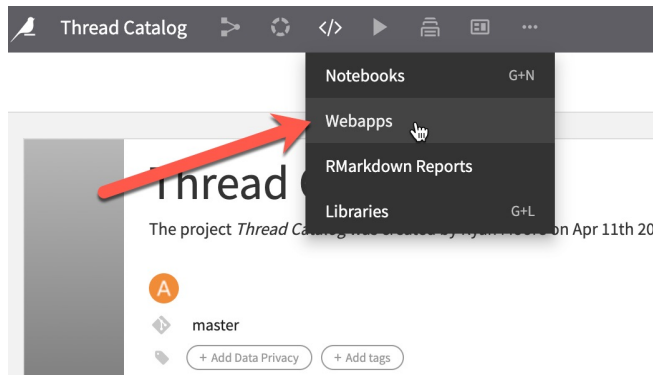 Thread Catalog
Notebooks G+N
Webapps
RMarkdown Reports
Libraries G+L
Thread
The project Thread on Apr 11th 20
A
master
+ Add Data Privacy + Add tags